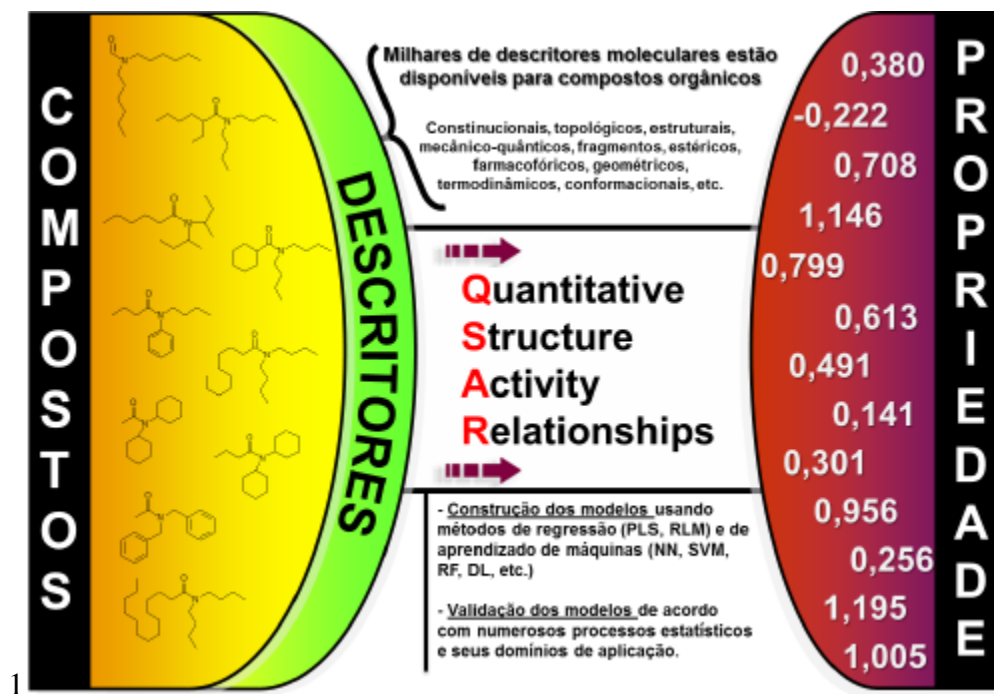 COMPOSTOS
DESCRITORES
Milhares de descritores moleculares estão
disponíveis para compostos orgânicos
Constinucionais, topológicos, estruturais,
mecânico-quânticos, fragmentos, estéricos,
farmacofóricos, geométricos,
termodinâmicos, conformacionais, etc.
Quantitative
Structure
Activity
Relationships
- Construção dos modelos usando
métodos de regressão (PLS, RLM) e de
aprendizado de máquinas (NN, SVM,
RF, DL, etc.)
- Validação dos modelos de acordo
com numerosos processos estatísticos
e seus domínios de aplicação.
0,380
-0,222
0,708
1,146
0,799
0,613
0,491
0,141
0,301
0,956
0,256
1,195
1,005
PROPRIEDADE
1